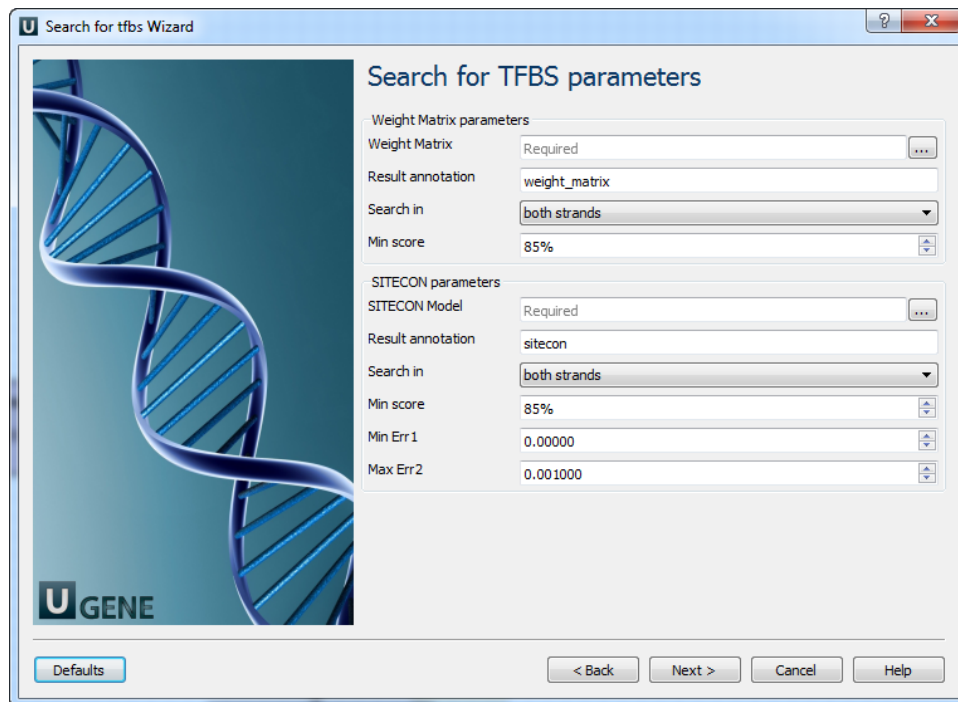 U Search for tfbs Wizard
?
X
Search for TFBS parameters
Weight Matrix parameters
Weight Matrix Required ...
Result annotation weight_matrix
Search in both strands
Min score 85%
SITECON parameters
SITECON Model Required ...
Result annotation sitecon
Search in both strands
Min score 85%
Min Err1 0.00000
Max Err2 0.001000
U GENE
Defaults < Back Next > Cancel Help